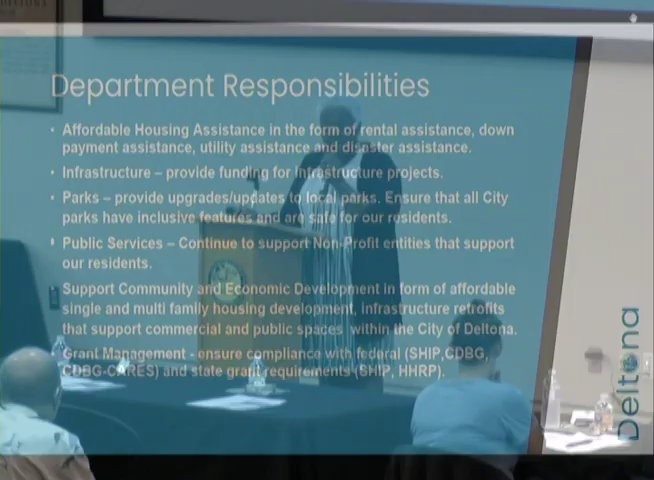 Department Responsibilities
• Affordable Housing Assistance in the form of rental assistance, down
payment assistance, utility assistance and disaster assistance.
• Infrastructure – provide funding for Infrastructure projects.
• Parks – provide upgrades/updates to local parks. Ensure that all City
parks have inclusive features and are safe for our residents.
• Public Services – Continue to support Non-Profit entities that support
our residents.
Support Community and Economic Development in form of affordable
single and multi family housing development, infrastructure profits
that support commercial and public spaces within the City of Deltona.
Grant Management - ensure compliance with federal (SHIP,CDBG,
CDBG-CARES) and state grant requirements (SHIP, HHRP).
Deltona